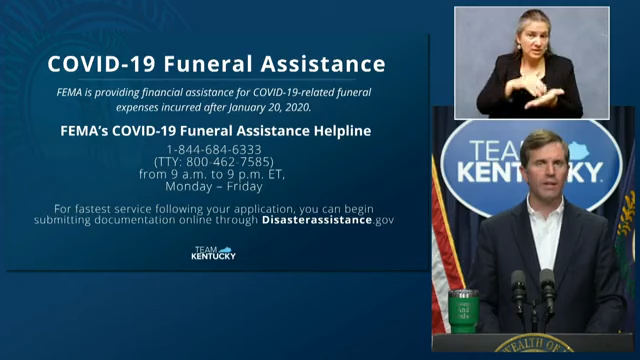 COVID-19 Funeral Assistance
FEMA is providing financial assistance for COVID-19-related funeral
expenses incurred after January 20, 2020.
FEMA's COVID-19 Funeral Assistance Helpline
1-844-684-6333
(TTY: 800-462-7585)
from 9 a.m. to 9 p.m. ET,
Monday – Friday
For fastest service following your application, you can begin
submitting documentation online through Disasterassistance.gov
TEAM
KENTUCKY
TEAM
KENTUCKY
WEALTH OF